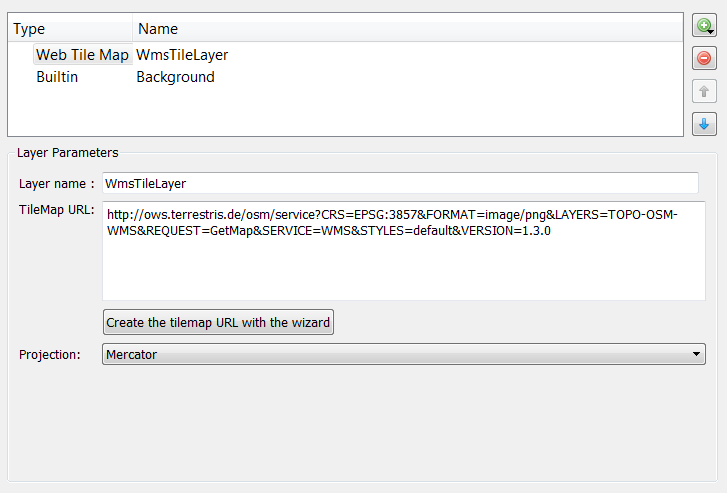 Type Name
Web Tile Map WmsTileLayer
Builtin Background
Layer Parameters
Layer name : WmsTileLayer
TileMap URL: http://ows.terrestris.de/osm/service?CRS=EPSG:3857&FORMAT=image/png&LAYERS=TOPO-OSM-
WMS&REQUEST=GetMap&SERVICE=WMS&STYLES=default&VERSION=1.3.0
Create the tilemap URL with the wizard
Projection: Mercator